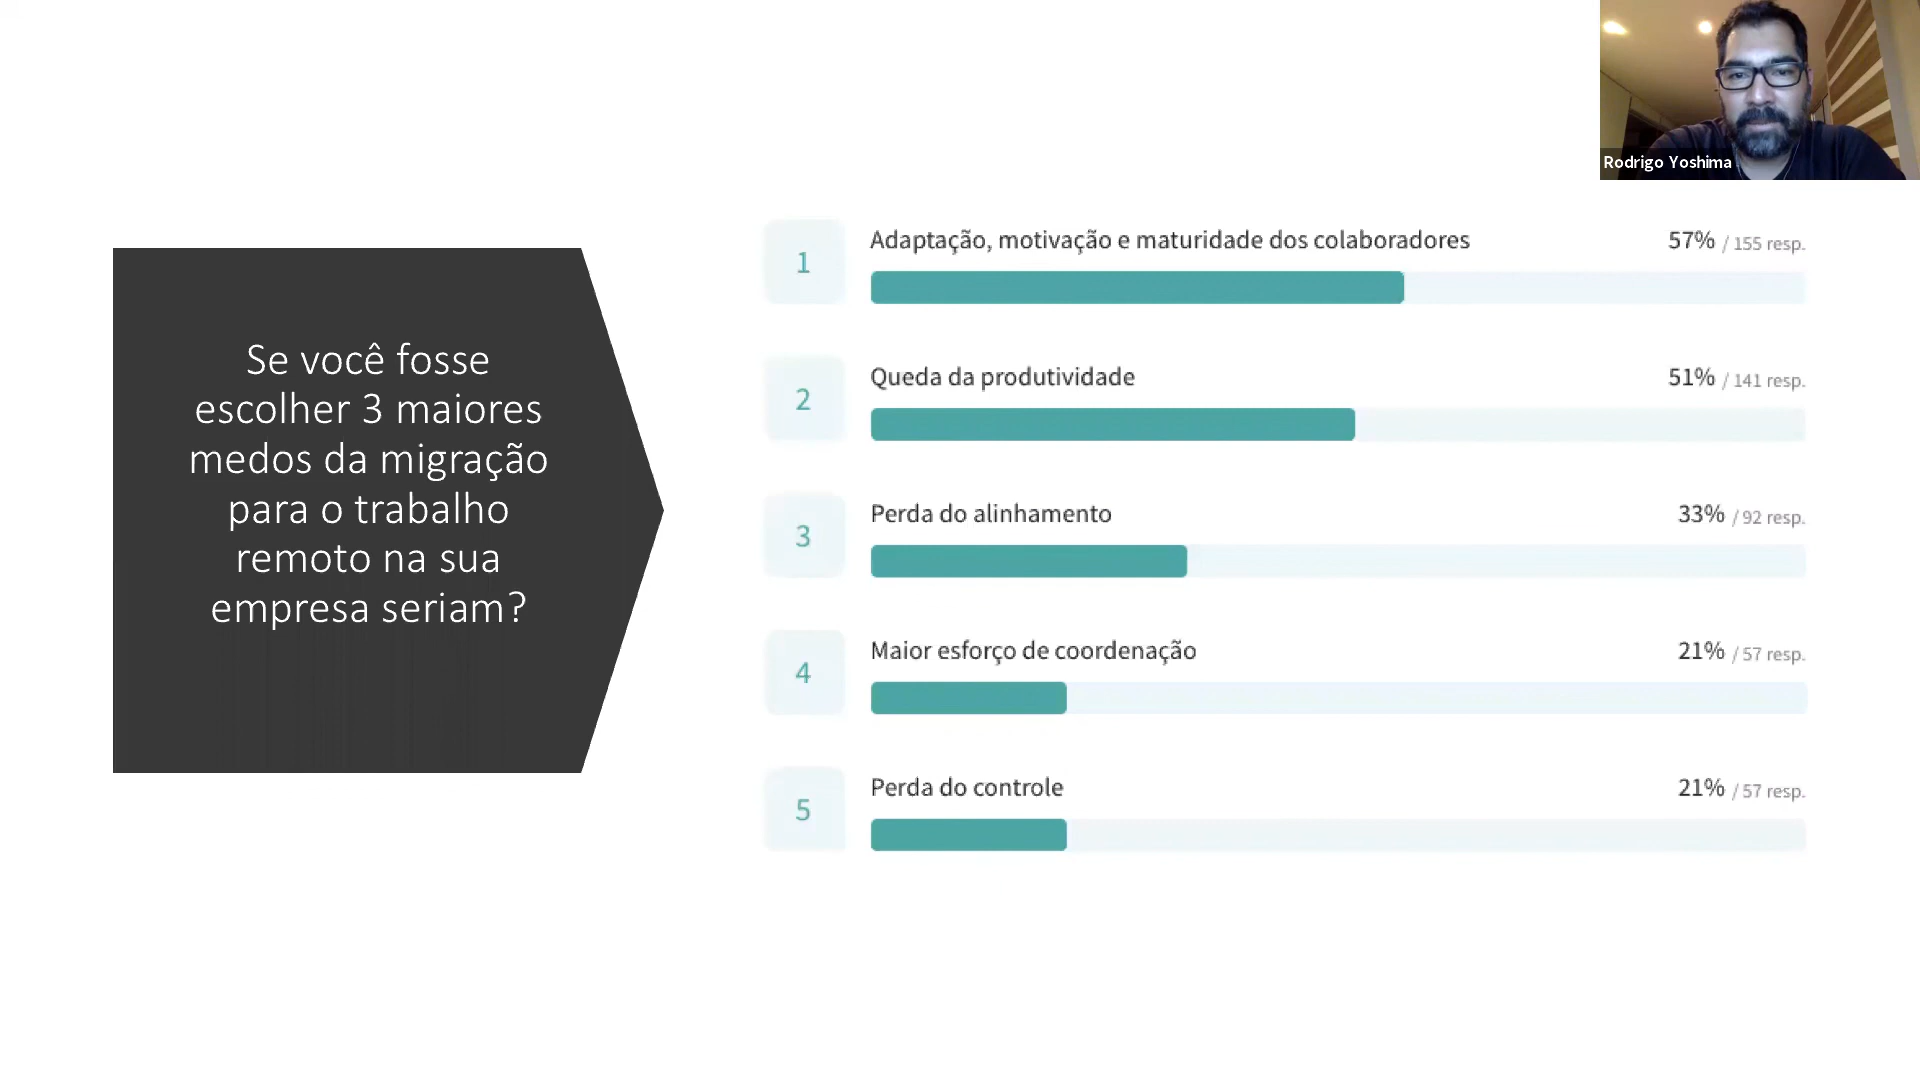 Rodrigo Yoshima
Se você fosse
escolher 3 maiores
medos da migração
para o trabalho
remoto na sua
empresa seriam?
1
Adaptação, motivação e maturidade dos colaboradores
57% / 155 resp.
2
Queda da produtividade
51% / 141 resp.
3
Perda do alinhamento
33% / 92 resp.
4
Maior esforço de coordenação
21% / 57 resp.
5
Perda do controle
21% / 57 resp.